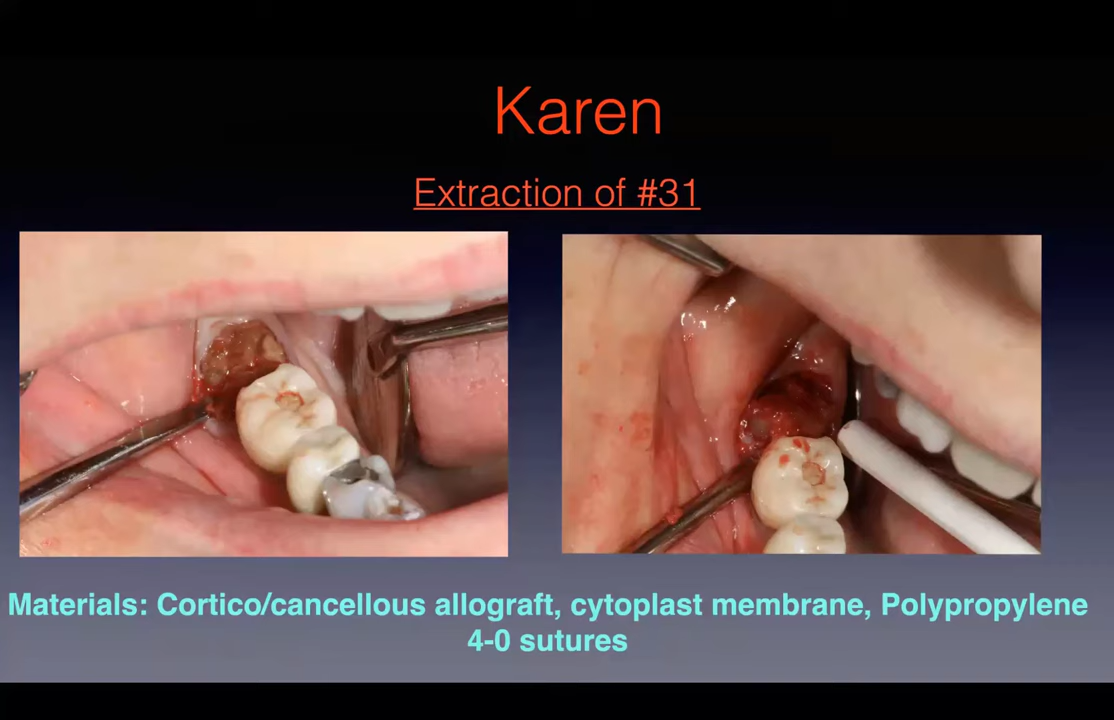 Karen
Extraction of #31
Materials: Cortico/cancellous allograft, cytoplast membrane, Polypropylene
4-0 sutures